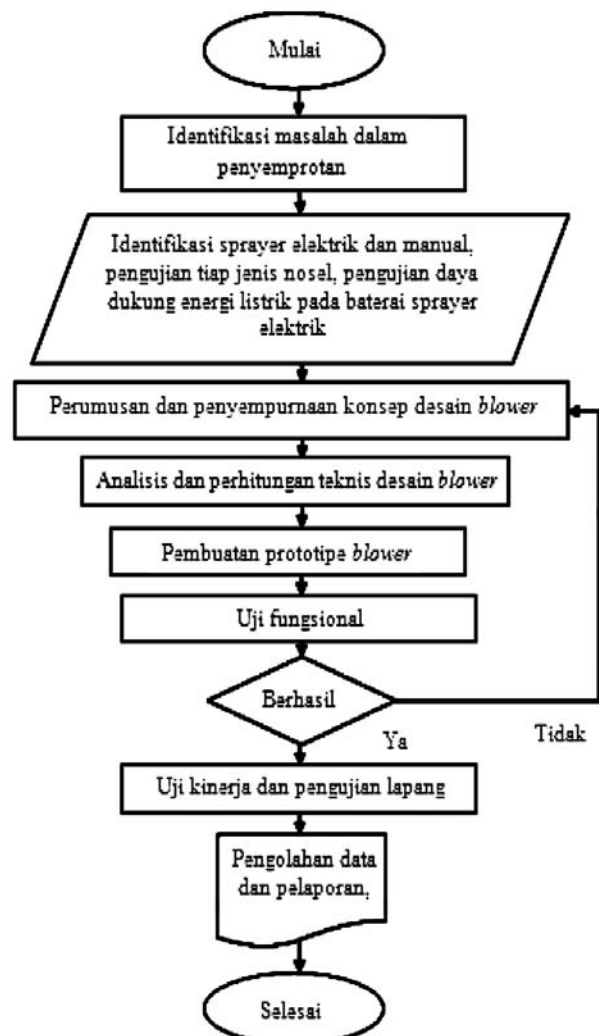 Mulai
Identifikasi masalah dalam
penyemprotan
Identifikasi sprayer elektrik dan manual,
pengujian tiap jenis nosel, pengujian daya
dukung energi listrik pada baterai sprayer
elektrik
Perumusan dan penyempurnaan konsep desain blower
Analisis dan perhitungan teknis desain blower
Pembuatan prototipe blower
Uji fungsional
Berhasil
Ya
Tidak
Uji kinerja dan pengujian lapang
Pengolahan data
dan pelaporan,
Selesai